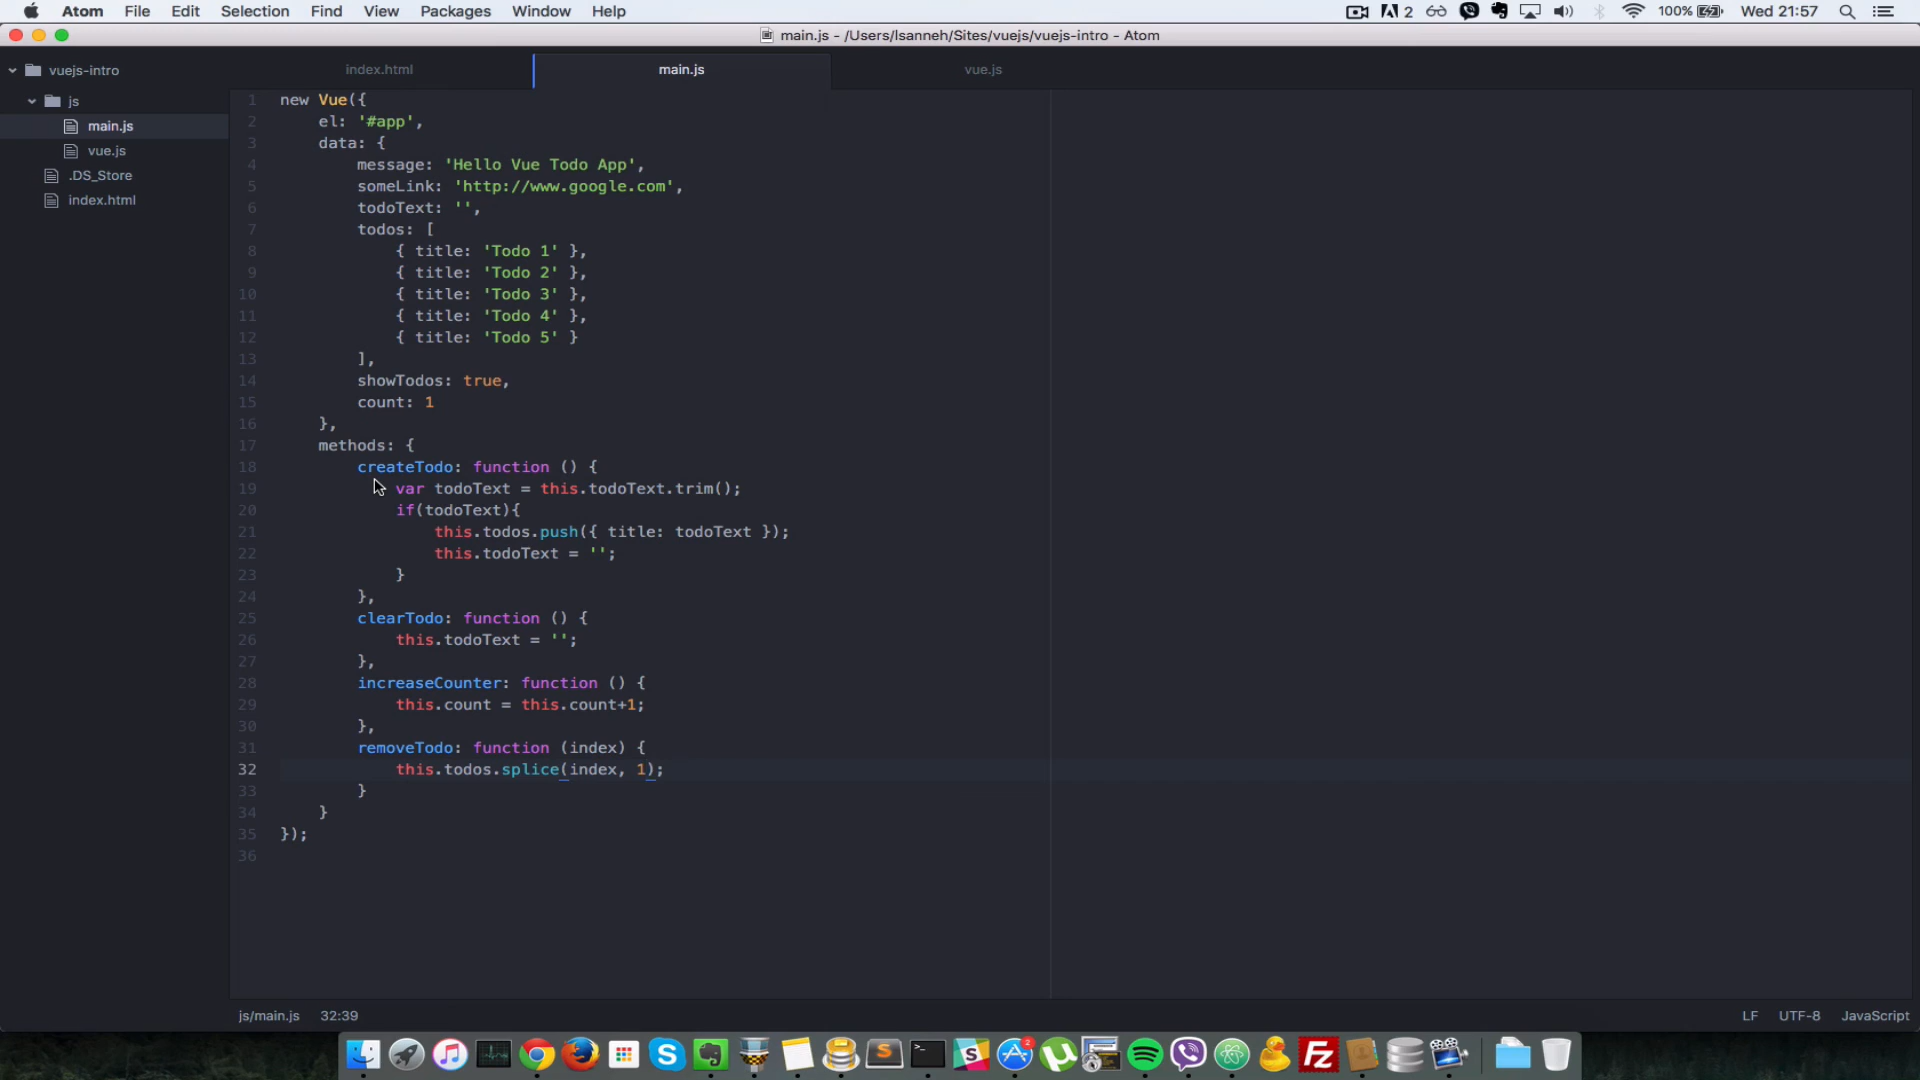 Atom File Edit Selection Find View Packages Window Help 2 100% Wed 21:57
main.js - /Users/lsanneh/Sites/vuejs/vuejs-intro - Atom
vuejs-intro
js
main.js
vue.js
.DS_Store
index.html
index.html main.js vue.js
1 new Vue({
2 el: '#app',
3 data: {
4 message: 'Hello Vue Todo App',
5 someLink: 'http://www.google.com',
6 todoText: '',
7 todos: [
8 { title: 'Todo 1' },
9 { title: 'Todo 2' },
10 { title: 'Todo 3' },
11 { title: 'Todo 4' },
12 { title: 'Todo 5' }
13 ],
14 showTodos: true,
15 count: 1
16 },
17 methods: {
18 createTodo: function () {
19 var todoText = this.todoText.trim();
20 if(todoText){
21 this.todos.push({ title: todoText });
22 this.todoText = '';
23 }
24 },
25 clearTodo: function () {
26 this.todoText = '';
27 },
28 increaseCounter: function () {
29 this.count = this.count+1;
30 },
31 removeTodo: function (index) {
32 this.todos.splice(index, 1);
33 }
34 }
35 });
36
js/main.js 32:39 LF UTF-8 JavaScript